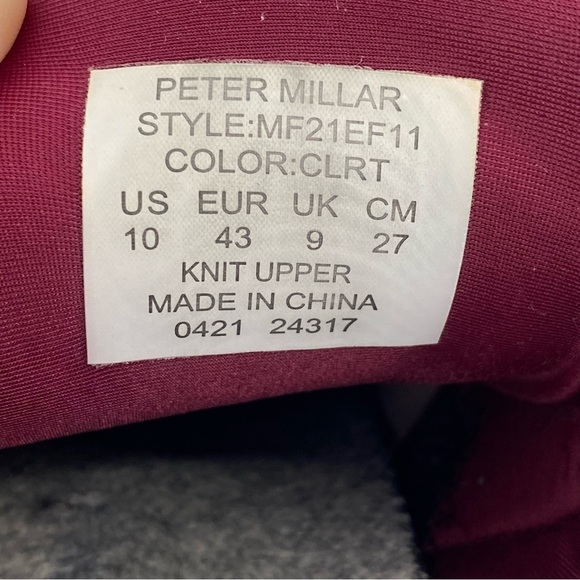 PETER MILLAR
STYLE:MF21EF11
COLOR:CLRT
US EUR UK CM
10 43 9 27
KNIT UPPER
MADE IN CHINA
0421 24317